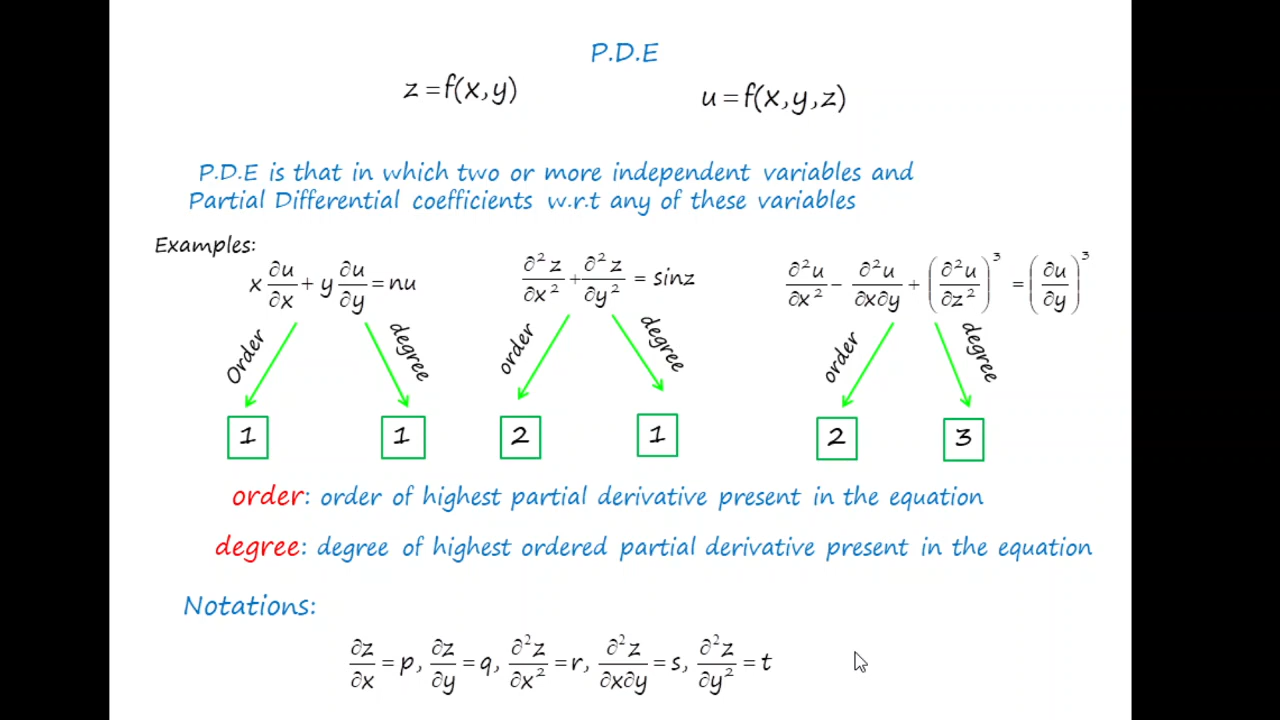 P.D.E
z = f(x,y) u = f(x,y,z)
P.D.E is that in which two or more independent variables and
Partial Differential coefficients w.r.t any of these variables
Examples:
x ∂u/∂x + y ∂u/∂y = nu ∂²z/∂x² + ∂²z/∂y² = sinz ∂²u/∂x² − ∂²u/∂x∂y + (∂²u/∂z²)³ = (∂u/∂y)³
Order degree order degree order degree
1 1 2 1 2 3
order: order of highest partial derivative present in the equation
degree: degree of highest ordered partial derivative present in the equation
Notations:
∂z/∂x = p, ∂z/∂y = q, ∂²z/∂x² = r, ∂²z/∂x∂y = s, ∂²z/∂y² = t